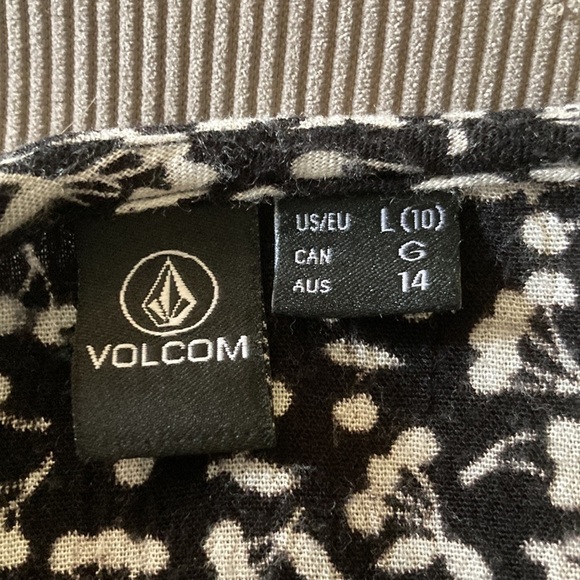 VOLCOM
US/EU L (10)
CAN G
AUS 14